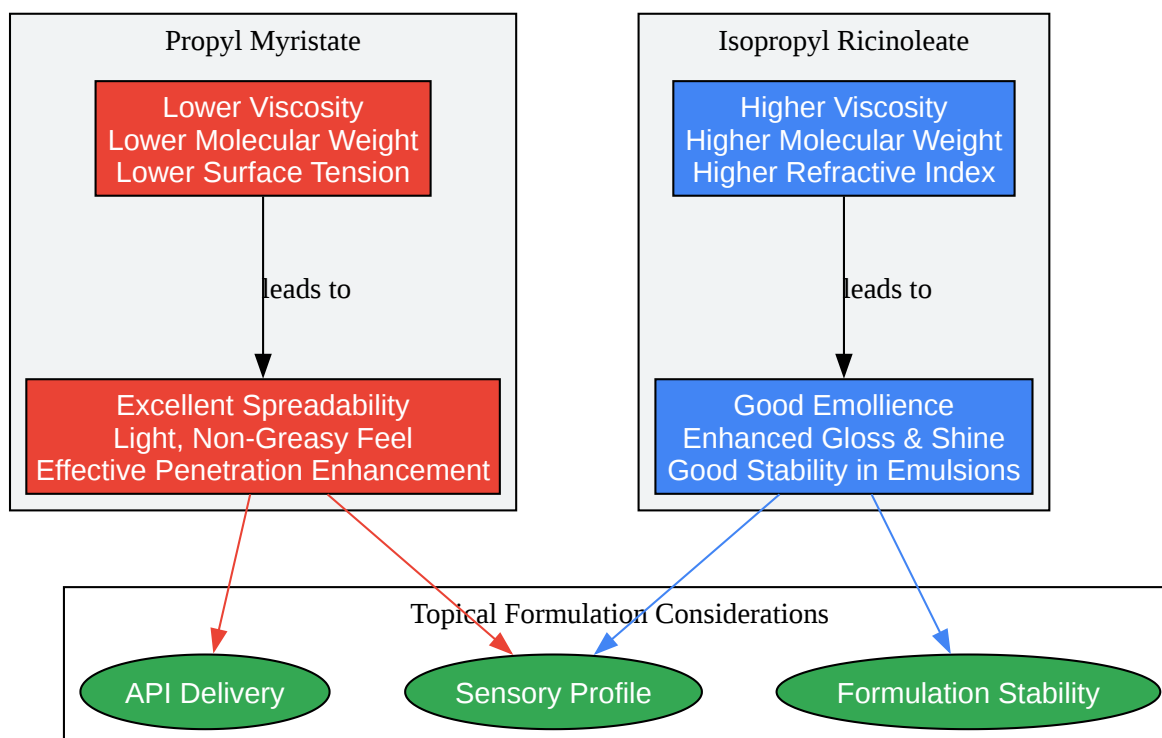 Propyl Myristate
Lower Viscosity
Lower Molecular Weight
Lower Surface Tension
leads to
Excellent Spreadability
Light, Non-Greasy Feel
Effective Penetration Enhancement
Isopropyl Ricinoleate
Higher Viscosity
Higher Molecular Weight
Higher Refractive Index
leads to
Good Emollience
Enhanced Gloss & Shine
Good Stability in Emulsions
Topical Formulation Considerations
API Delivery
Sensory Profile
Formulation Stability